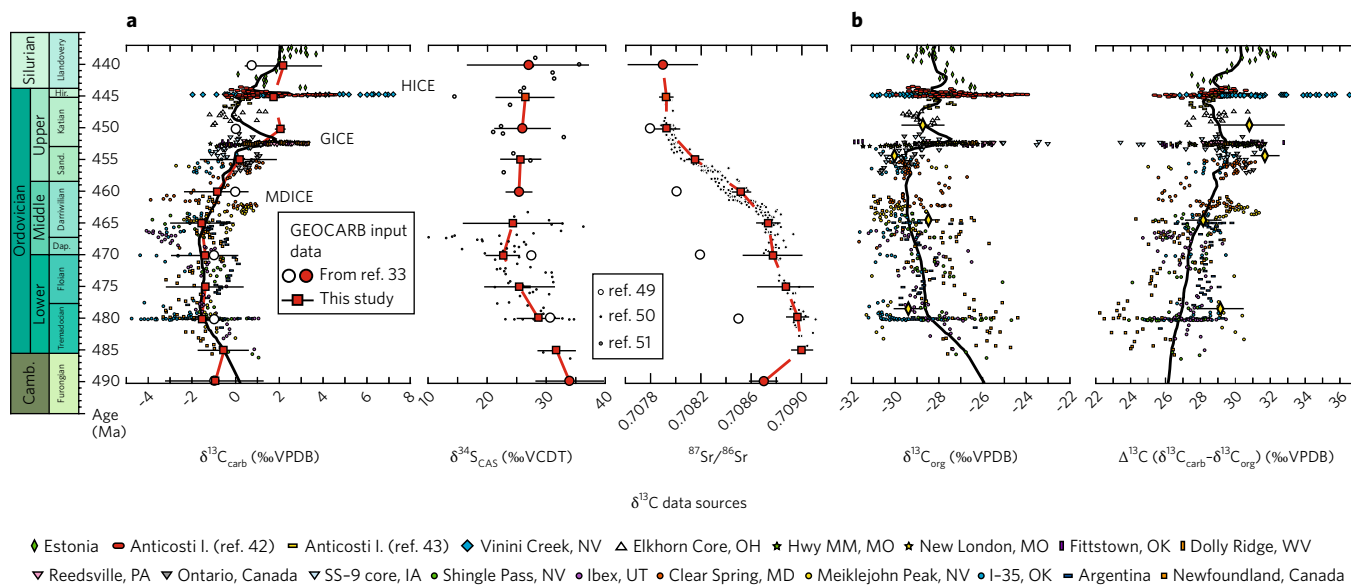 a
b
Silurian
Llandovery
Hir.
Ordovician
Upper
Katian
Sand.
Middle
Darriwilian
Dap.
Lower
Floian
Tremadocian
Camb.
Furongian
440
445
450
455
460
465
470
475
480
485
490
Age
(Ma)
HICE
GICE
MDICE
GEOCARB input
data
From ref. 33
This study
ref. 49
ref. 50
ref. 51
-4 -2 0 2 4 6 8
10 20 30 40
0.7078 0.7082 0.7086 0.7090
-32 -30 -28 -26 -24 -22
22 24 26 28 30 32 34 36
δ13Ccarb (‰VPDB)
δ34SCAS (‰VCDT)
87Sr/86Sr
δ13Corg (‰VPDB)
Δ13C (δ13Ccarb-δ13Corg) (‰VPDB)
δ13C data sources
Estonia Anticosti I. (ref. 42) Anticosti I. (ref. 43) Vinini Creek, NV Elkhorn Core, OH Hwy MM, MO New London, MO Fittstown, OK Dolly Ridge, WV
Reedsville, PA Ontario, Canada SS-9 core, IA Shingle Pass, NV Ibex, UT Clear Spring, MD Meiklejohn Peak, NV I-35, OK Argentina Newfoundland, Canada